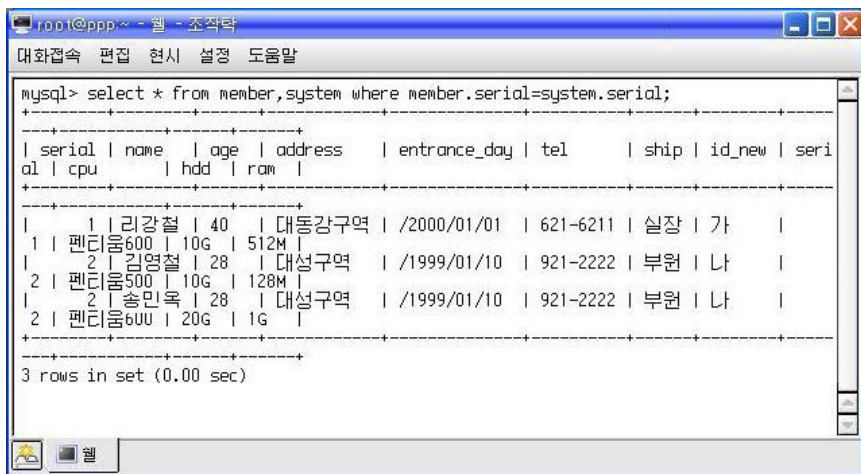 root@ppp:~ - 웰 - 조작탁
대화접속 편집 현시 설정 도움말
mysql> select * from member,system where member.serial=system.serial;
+---------+--------+------+--------------+--------------+-----------+------+--------+-----
---+------------+------+------+
| serial | name | age | address | entrance_day | tel | ship | id_new | seri
al | cpu | hdd | ram |
+---------+--------+------+--------------+--------------+-----------+------+--------+-----
---+------------+------+------+
| 1 | 리강철 | 40 | 대동강구역 | /2000/01/01 | 621-6211 | 실장 | 가 |
1 | 펜티움600 | 10G | 512M |
| 2 | 김영철 | 28 | 대성구역 | /1999/01/10 | 921-2222 | 부원 | 나 |
2 | 펜티움500 | 10G | 128M |
| 2 | 송민옥 | 28 | 대성구역 | /1999/01/10 | 921-2222 | 부원 | 나 |
2 | 펜티움600 | 20G | 1G |
+---------+--------+------+--------------+--------------+-----------+------+--------+-----
---+------------+------+------+
3 rows in set (0.00 sec)
웰